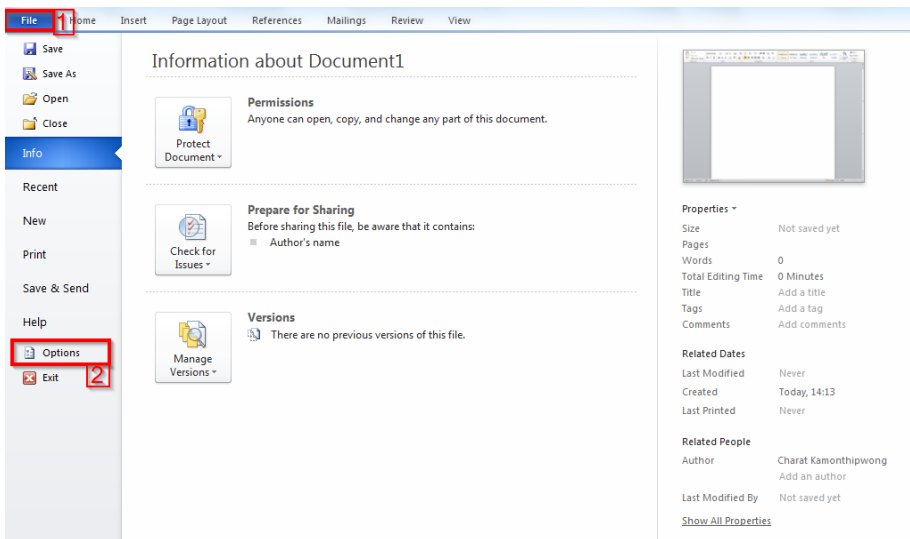 File 1 Home Insert Page Layout References Mailings Review View
Save
Save As
Open
Close
Info
Recent
New
Print
Save & Send
Help
Options
2
Exit
Information about Document1
Protect
Document
Permissions
Anyone can open, copy, and change any part of this document.
Check for
Issues
Prepare for Sharing
Before sharing this file, be aware that it contains:
Author's name
Manage
Versions
Versions
There are no previous versions of this file.
Properties
Size Not saved yet
Pages
Words 0
Total Editing Time 0 Minutes
Title Add a title
Tags Add a tag
Comments Add comments
Related Dates
Last Modified Never
Created Today, 14:13
Last Printed Never
Related People
Author Charat Kamonthipwong
Add an author
Last Modified By Not saved yet
Show All Properties